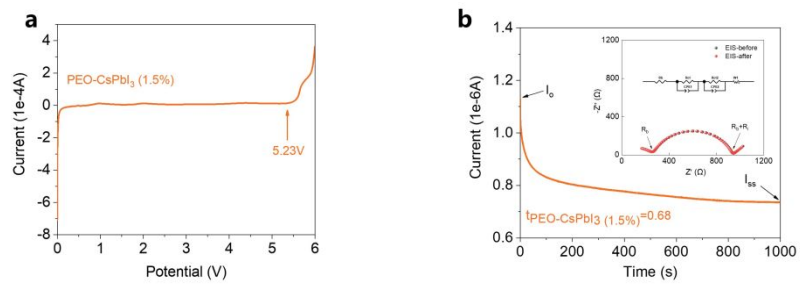 a
4
2
0
-2
-4
-6
-8
Current (1e-4A)
PEO-CsPbI3 (1.5%)
5.23V
0 1 2 3 4 5 6
Potential (V)
b
1.4
1.2
1.0
0.8
0.6
Current (1e-6A)
Io
Iss
tPEO-CsPbI3 (1.5%)=0.68
0 200 400 600 800 1000
Time (s)
EIS-before
EIS-after
1200
800
400
0
-Z" (Ω)
Rb
Rb+Ri
0 400 800 1200
Z' (Ω)